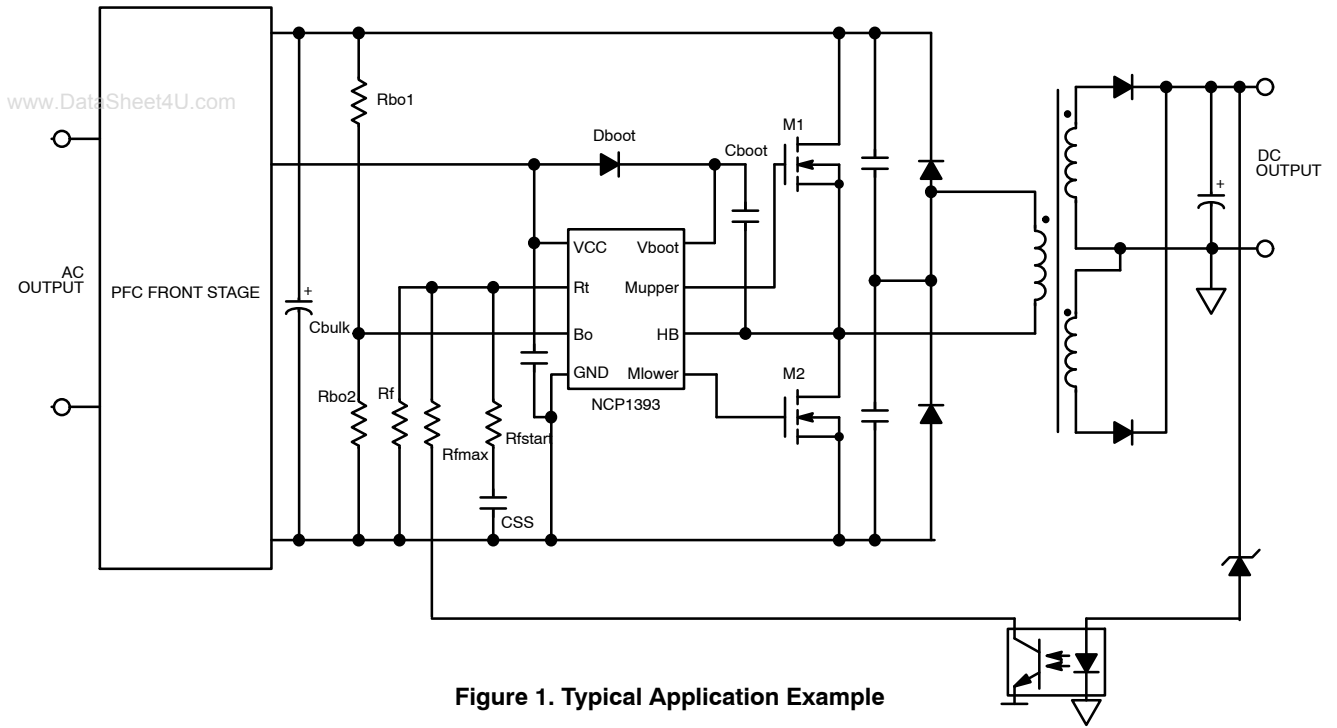 www.DataSheet4U.com
Rbo1
M1
Dboot
Cboot
DC
OUTPUT
VCC
Vboot
AC
OUTPUT
PFC FRONT STAGE
+
Rt
Mupper
+
Cbulk
Bo
HB
GND
Mlower
M2
Rbo2
Rf
NCP1393
Rfstart
Rfmax
CSS
Figure 1. Typical Application Example